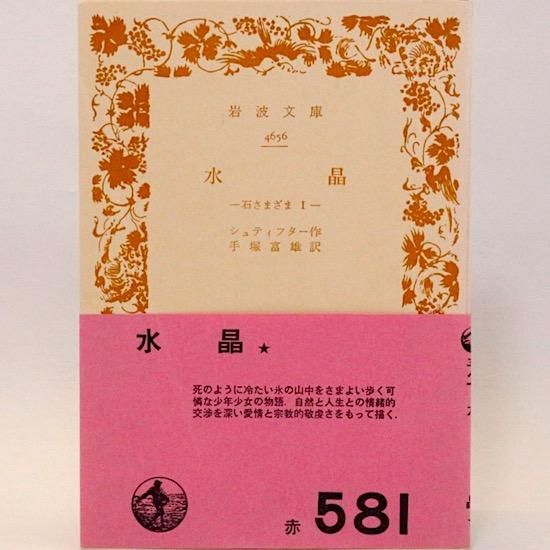 岩波文庫
4656
水晶
―石さまざま I―
シュティフター作
手塚富雄訳
水晶★
死のように冷たい氷の山中をさまよい歩く可
憐な少年少女の物語．自然と人生との情緒的
交渉を深い愛情と宗教的敬虔さをもって描く．
赤 581